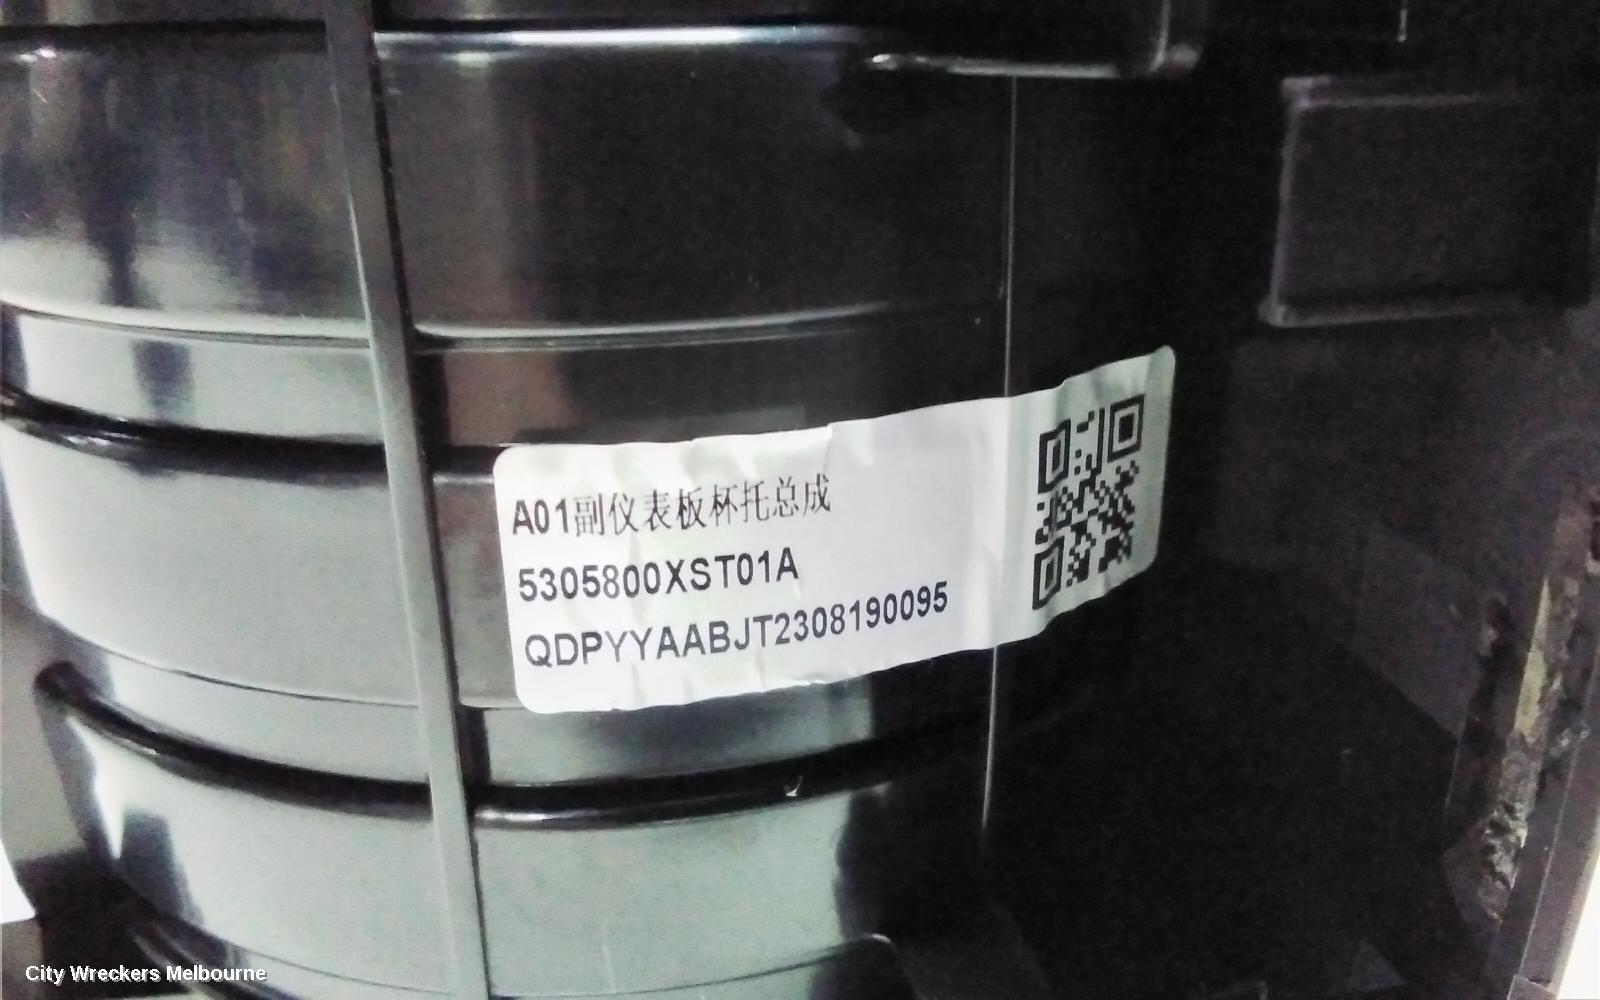 A01副仪表板杯托总成
5305800XST01A
QDPYYAABJT2308190095
City Wreckers Melbourne